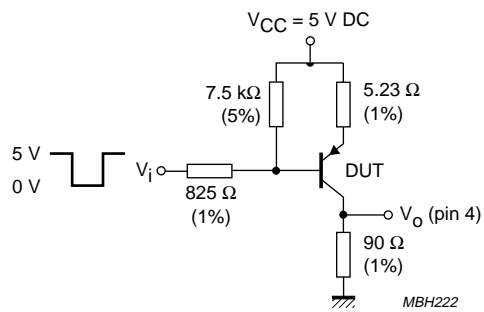 VCC = 5 V DC
7.5 kΩ
(5%)
5.23 Ω
(1%)
5 V
0 V
Vi
825 Ω
(1%)
DUT
Vo (pin 4)
90 Ω
(1%)
MBH222